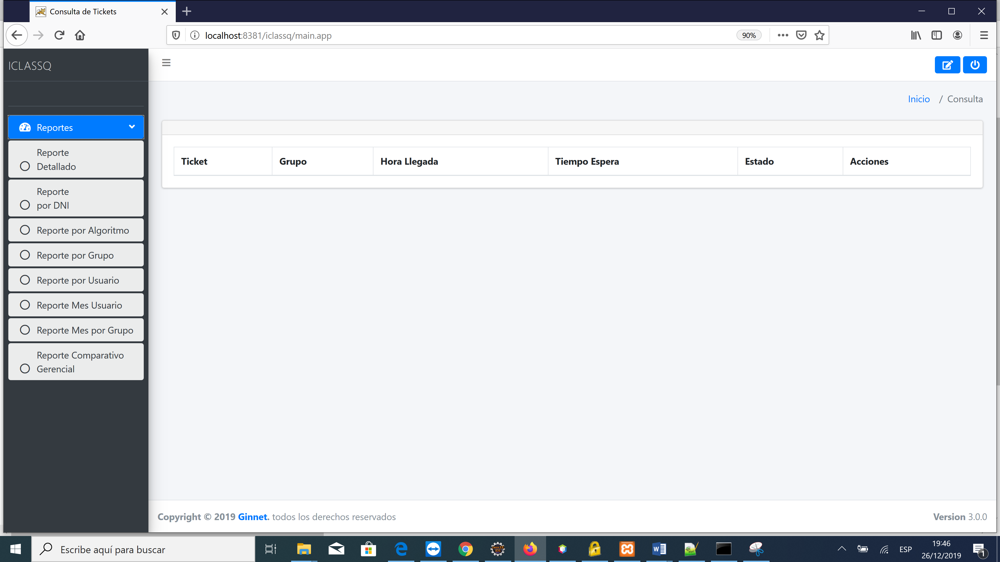 Consulta de Tickets
localhost:8381/iclassq/main.app
90%
ICLASSQ
Inicio / Consulta
Reportes
Reporte
Detallado
Reporte
por DNI
Reporte por Algoritmo
Reporte por Grupo
Reporte por Usuario
Reporte Mes Usuario
Reporte Mes por Grupo
Reporte Comparativo
Gerencial
Ticket Grupo Hora Llegada Tiempo Espera Estado Acciones
Copyright © 2019 Ginnet. todos los derechos reservados
Version 3.0.0
Escribe aquí para buscar
Java EE
IDE
ESP
19:46
26/12/2019
1